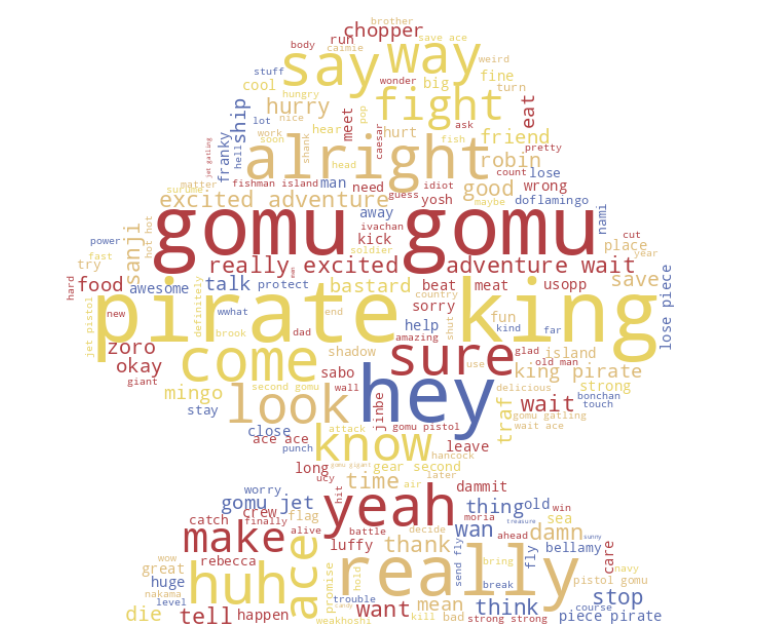 brother
chopper
run save ace
body caimie
say way weird
stuff wonder big fine
cool hungry turn
hurry fight eat
ship lot nice pop
meet ask
work hear hurt friend
franky soon shank caesar fish pretty
jet gatling hell alright robin
head count lose
matter fishman island man need guess idiot good wrong
surume excited adventure yosh maybe doflamingo
away nami
gomu gomu
ivachan cut
power kick place
sanji hot hot soldier year
fast try really excited adventure wait
hard food awesome talk protect man bastard beat meat usopp save
country
new pirate king
jet pistol definitely wwhat end sorry fun lose piece
brook dad help shut kind far
zoro amazing
okay come shadow sure glad island
giant sabo use old man king pirate
mingo second gomu wall hey delicious strong
stay look jinbe traf wait bonchan
touch
gomu gatling
close attack gomu pistol wait ace
ace ace know leave
punch hancock
long gomu gigant gear second
ucy time air later
worry hit dammit
gomu jet yeah thing old win
crew moria treasure
catch finally flag battle decide wan sea
make alive ahead damn sunny
luffy thank fly bellamy care
wow rebecca ace really send fly
great promise hold bring navy
huge huh break pistol gomu
nakama
level trouble candy think course stop
die tell happen want mean piece pirate
weakhoshi kill bad strong strong